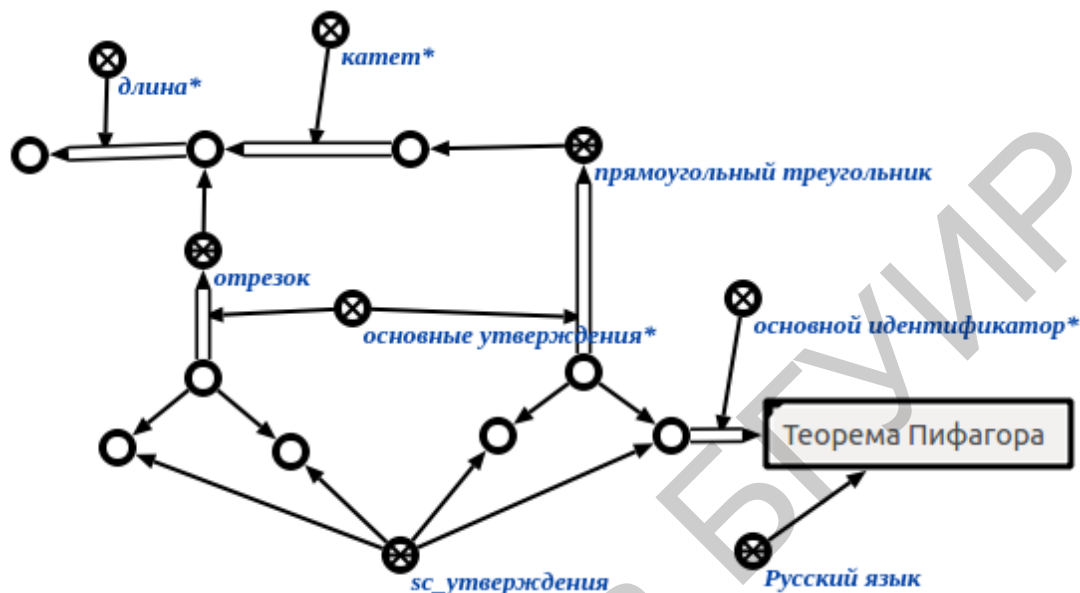 катет*
длина*
прямоугольный треугольник
отрезок
основные утверждения*
основной идентификатор*
Теорема Пифагора
sc_утверждения
Русский язык
БГУИР